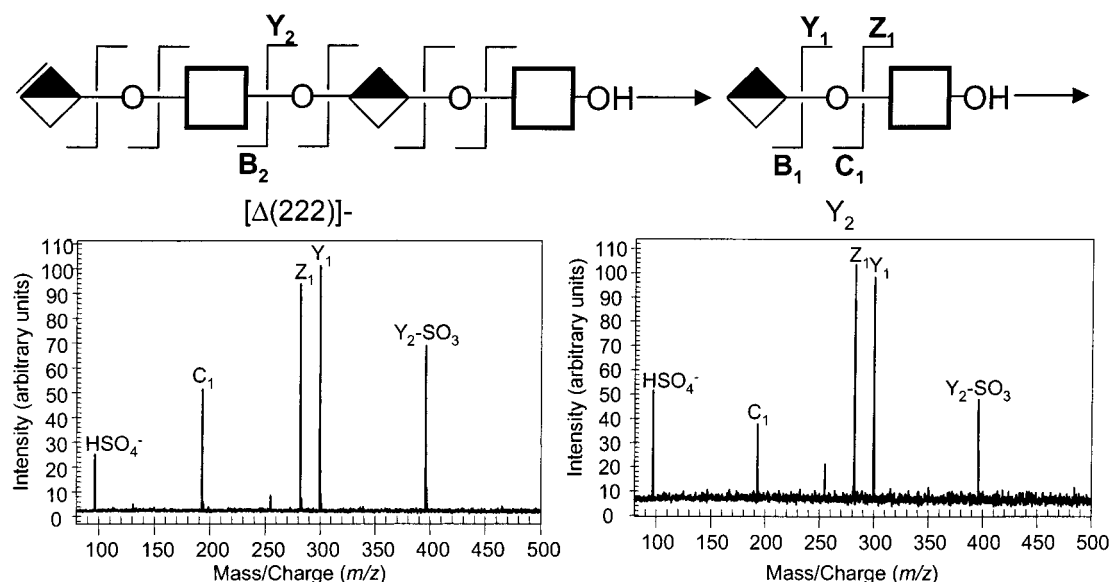 Y₂
Y₁ Z₁
O O O OH O OH
B₂
B₁ C₁
[Δ(222)]-
Y₂
Intensity (arbitrary units)
110
100
90
80
70
60
50
40
30
20
10
0
HSO₄⁻
C₁
Z₁
Y₁
Y₂-SO₃
100 150 200 250 300 350 400 450 500
Mass/Charge (m/z)
Intensity (arbitrary units)
110
100
90
80
70
60
50
40
30
20
10
0
HSO₄⁻
C₁
Z₁
Y₁
Y₂-SO₃
100 150 200 250 300 350 400 450 500
Mass/Charge (m/z)